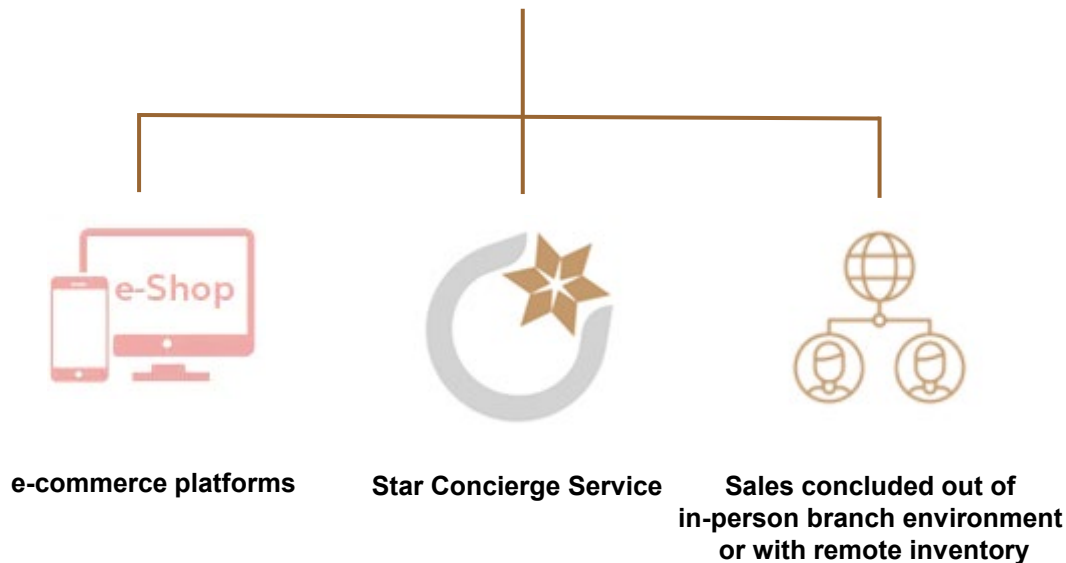 e-Shop
e-commerce platforms
Star Concierge Service
Sales concluded out of
in-person branch environment
or with remote inventory